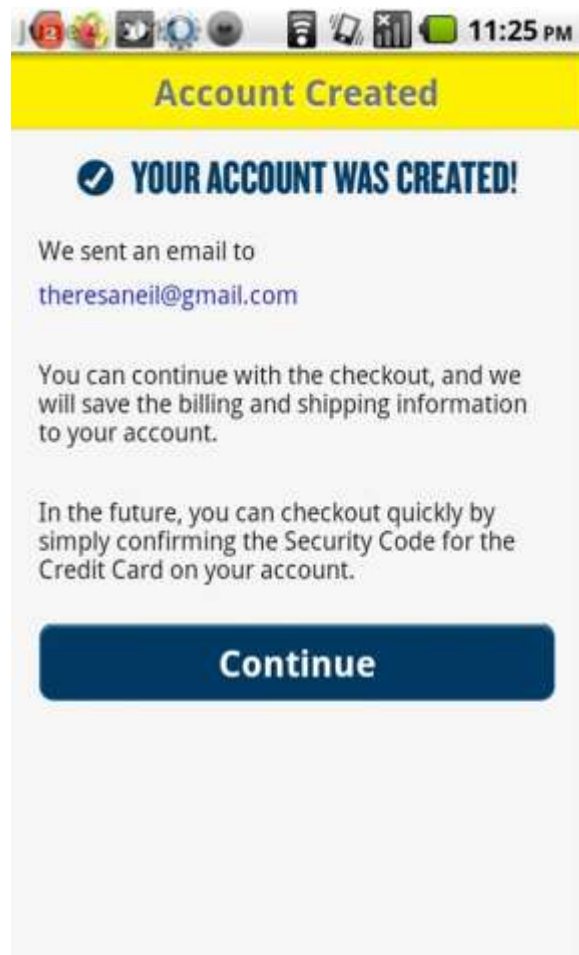 11:25 PM
Account Created
YOUR ACCOUNT WAS CREATED!
We sent an email to
theresaneil@gmail.com
You can continue with the checkout, and we
will save the billing and shipping information
to your account.
In the future, you can checkout quickly by
simply confirming the Security Code for the
Credit Card on your account.
Continue